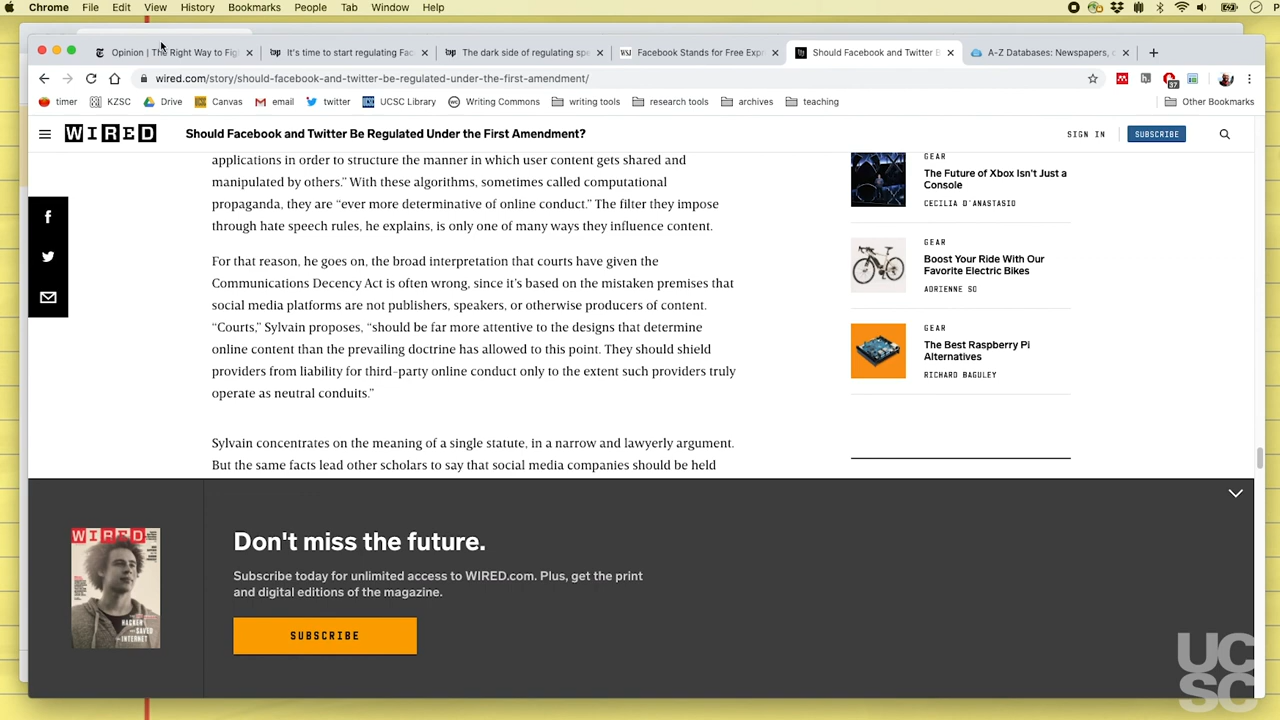 Chrome File Edit View History Bookmarks People Tab Window Help
Opinion | The Right Way to Fig
It's time to start regulating Fac
The dark side of regulating spe
WSJ Facebook Stands for Free Expr
Should Facebook and Twitter B
A-Z Databases: Newspapers, c
wired.com/story/should-facebook-and-twitter-be-regulated-under-the-first-amendment/
37
timer KZSC Drive Canvas email twitter UCSC Library Writing Commons writing tools research tools archives teaching Other Bookmarks
WIRED Should Facebook and Twitter Be Regulated Under the First Amendment? SIGN IN SUBSCRIBE
applications in order to structure the manner in which user content gets shared and
manipulated by others.” With these algorithms, sometimes called computational
propaganda, they are “ever more determinative of online conduct.” The filter they impose
through hate speech rules, he explains, is only one of many ways they influence content.
For that reason, he goes on, the broad interpretation that courts have given the
Communications Decency Act is often wrong, since it’s based on the mistaken premises that
social media platforms are not publishers, speakers, or otherwise producers of content.
“Courts,” Sylvain proposes, “should be far more attentive to the designs that determine
online content than the prevailing doctrine has allowed to this point. They should shield
providers from liability for third-party online conduct only to the extent such providers truly
operate as neutral conduits.”
Sylvain concentrates on the meaning of a single statute, in a narrow and lawyerly argument.
But the same facts lead other scholars to say that social media companies should be held
GEAR
The Future of Xbox Isn’t Just a
Console
CECILIA D'ANASTASIO
GEAR
Boost Your Ride With Our
Favorite Electric Bikes
ADRIENNE SO
GEAR
The Best Raspberry Pi
Alternatives
RICHARD BAGULEY
WIRED
HACKER
WHO SAVED
INTERNET
Don't miss the future.
Subscribe today for unlimited access to WIRED.com. Plus, get the print
and digital editions of the magazine.
SUBSCRIBE
UC
SC